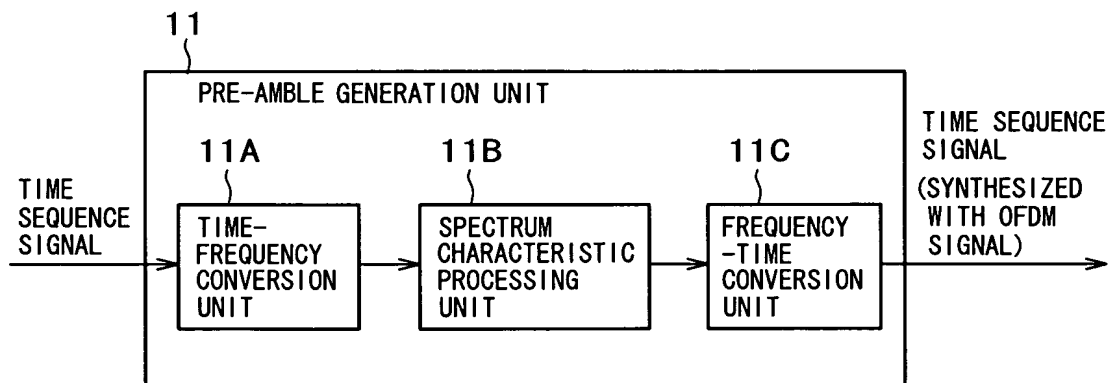 11
PRE-AMBLE GENERATION UNIT
11A
11B
11C
TIME
SEQUENCE
SIGNAL
TIME-
FREQUENCY
CONVERSION
UNIT
SPECTRUM
CHARACTERISTIC
PROCESSING
UNIT
FREQUENCY
-TIME
CONVERSION
UNIT
TIME SEQUENCE
SIGNAL
(SYNTHESIZED
WITH OFDM
SIGNAL)